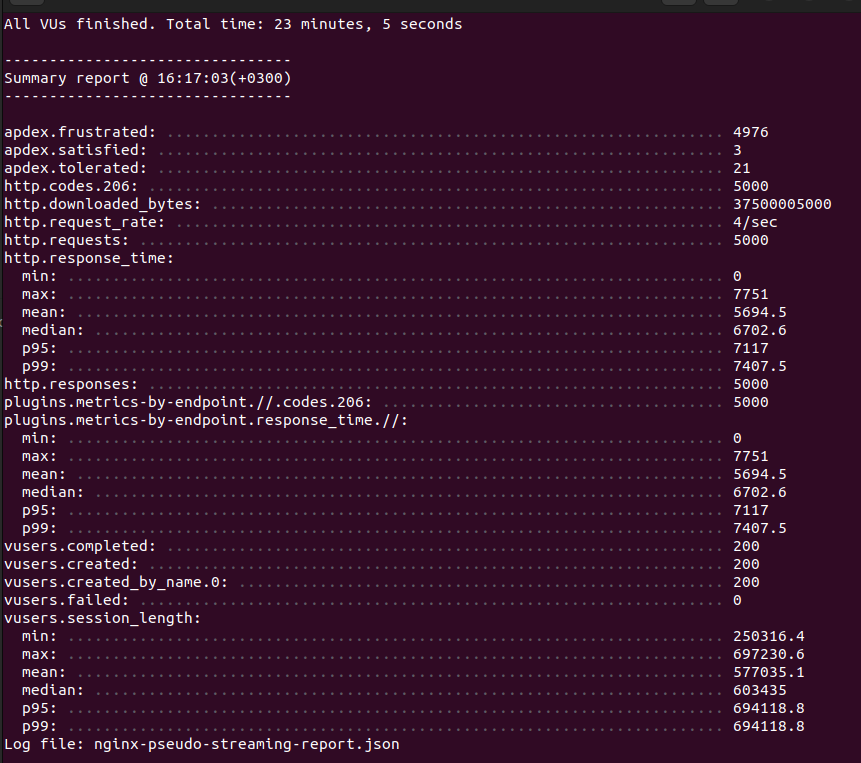 All VUs finished. Total time: 23 minutes, 5 seconds
--------------------------------
Summary report @ 16:17:03(+0300)
--------------------------------
apdex.frustrated: .............................................................. 4976
apdex.satisfied: ............................................................... 3
apdex.tolerated: ............................................................... 21
http.codes.206: ................................................................ 5000
http.downloaded_bytes: ......................................................... 37500005000
http.request_rate: ............................................................. 4/sec
http.requests: ................................................................. 5000
http.response_time:
  min: ......................................................................... 0
  max: ......................................................................... 7751
  mean: ........................................................................ 5694.5
  median: ...................................................................... 6702.6
  p95: ......................................................................... 7117
  p99: ......................................................................... 7407.5
http.responses: ................................................................ 5000
plugins.metrics-by-endpoint.//.codes.206: ...................................... 5000
plugins.metrics-by-endpoint.response_time.//:
  min: ......................................................................... 0
  max: ......................................................................... 7751
  mean: ........................................................................ 5694.5
  median: ...................................................................... 6702.6
  p95: ......................................................................... 7117
  p99: ......................................................................... 7407.5
vusers.completed: .............................................................. 200
vusers.created: ................................................................ 200
vusers.created_by_name.0: ...................................................... 200
vusers.failed: ................................................................. 0
vusers.session_length:
  min: ......................................................................... 250316.4
  max: ......................................................................... 697230.6
  mean: ........................................................................ 577035.1
  median: ...................................................................... 603435
  p95: ......................................................................... 694118.8
  p99: ......................................................................... 694118.8
Log file: nginx-pseudo-streaming-report.json